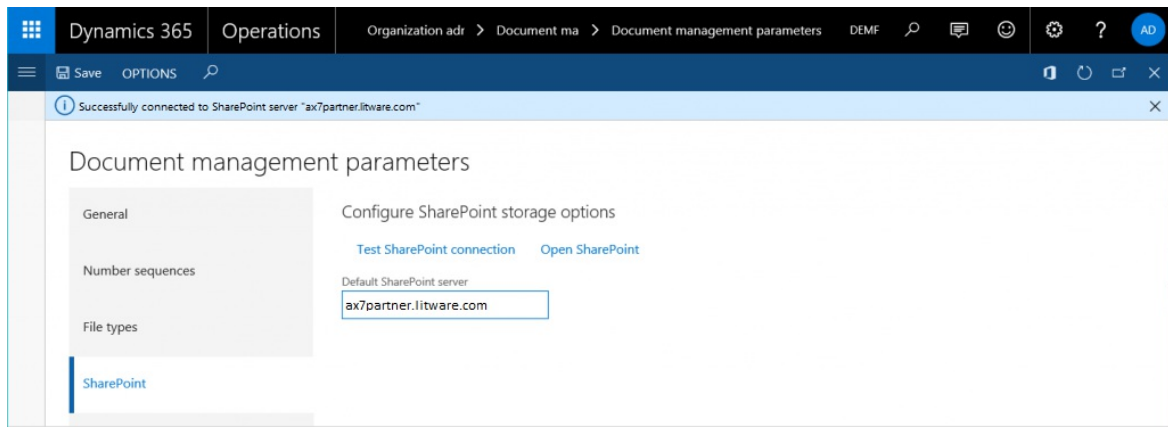 Dynamics 365 Operations Organization adr > Document ma > Document management parameters DEMF ? AD
Save OPTIONS
Successfully connected to SharePoint server "ax7partner.litware.com"
Document management parameters
General
Configure SharePoint storage options
Test SharePoint connection Open SharePoint
Number sequences
Default SharePoint server
ax7partner.litware.com
File types
SharePoint